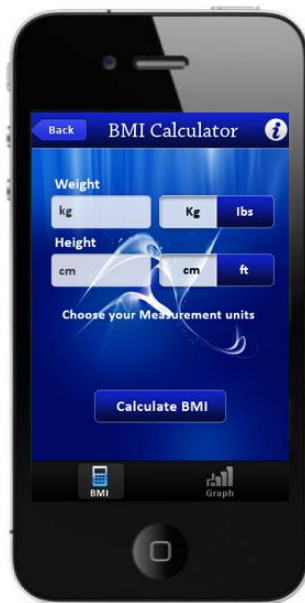 Back BMI Calculator i
Weight
kg Kg lbs
Height
cm cm ft
Choose your Measurement units
Calculate BMI
BMI Graph